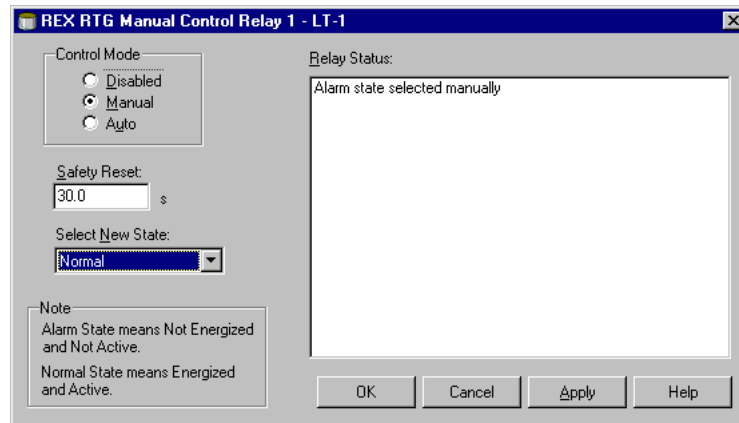 REX RTG Manual Control Relay 1 - LT-1
Control Mode
Disabled
Manual
Auto
Safety Reset:
30.0 s
Select New State:
Normal
Note
Alarm State means Not Energized
and Not Active.
Normal State means Energized
and Active.
Relay Status:
Alarm state selected manually
OK Cancel Apply Help